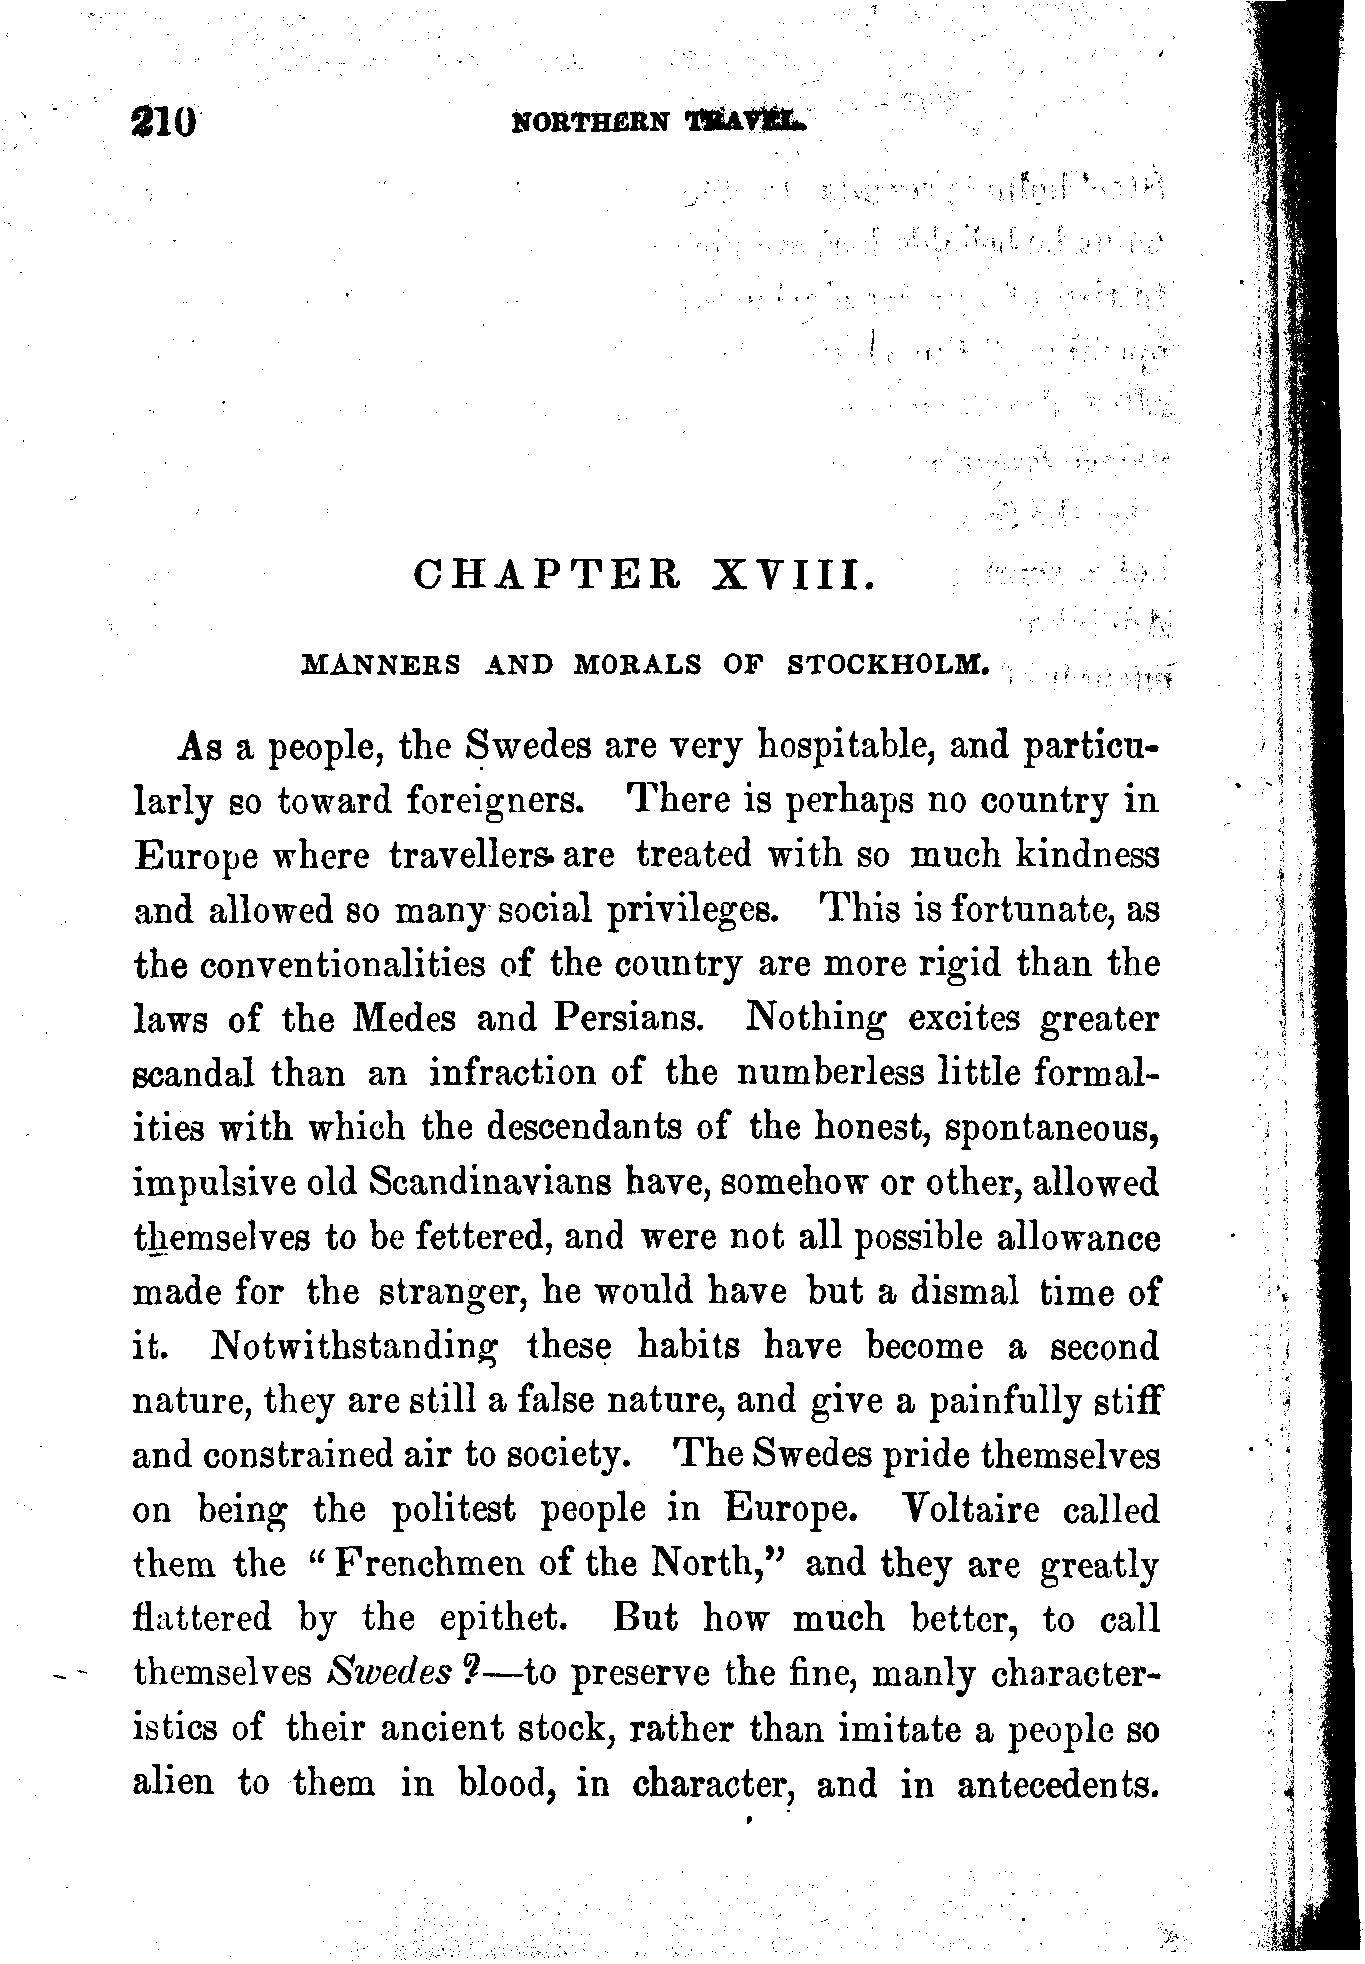 210 NORTHERN TRAVEL.
CHAPTER XVIII.
MANNERS AND MORALS OF STOCKHOLM.
As a people, the Swedes are very hospitable, and particu-
larly so toward foreigners. There is perhaps no country in
Europe where travellers are treated with so much kindness
and allowed so many social privileges. This is fortunate, as
the conventionalities of the country are more rigid than the
laws of the Medes and Persians. Nothing excites greater
scandal than an infraction of the numberless little formal-
ities with which the descendants of the honest, spontaneous,
impulsive old Scandinavians have, somehow or other, allowed
themselves to be fettered, and were not all possible allowance
made for the stranger, he would have but a dismal time of
it. Notwithstanding these habits have become a second
nature, they are still a false nature, and give a painfully stiff
and constrained air to society. The Swedes pride themselves
on being the politest people in Europe. Voltaire called
them the "Frenchmen of the North," and they are greatly
flattered by the epithet. But how much better, to call
themselves Swedes?—to preserve the fine, manly character-
istics of their ancient stock, rather than imitate a people so
alien to them in blood, in character, and in antecedents.